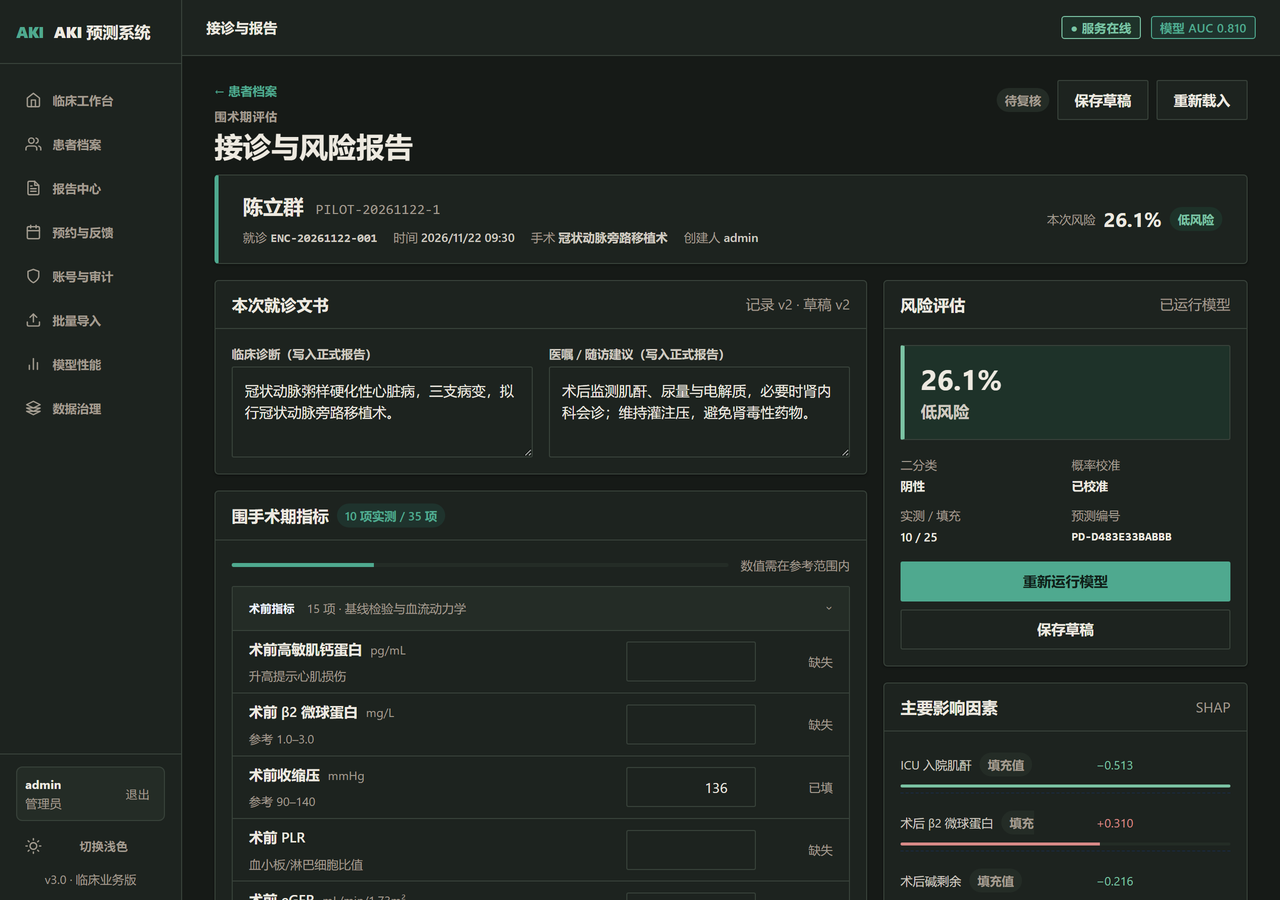 AKI AKI 预测系统
临床工作台
患者档案
报告中心
预约与反馈
账号与审计
批量导入
模型性能
数据治理
admin
管理员
退出
切换浅色
v3.0 · 临床业务版
接诊与报告
● 服务在线
模型 AUC 0.810
← 患者档案
围术期评估
接诊与风险报告
待复核
保存草稿
重新载入
陈立群 PILOT-20261122-1
就诊 ENC-20261122-001 时间 2026/11/22 09:30 手术 冠状动脉旁路移植术 创建人 admin
本次风险 26.1% 低风险
本次就诊文书
记录 v2 · 草稿 v2
临床诊断（写入正式报告）
冠状动脉粥样硬化性心脏病，三支病变，拟
行冠状动脉旁路移植术。
医嘱 / 随访建议（写入正式报告）
术后监测肌酐、尿量与电解质，必要时肾内
科会诊；维持灌注压，避免肾毒性药物。
围手术期指标 10 项实测 / 35 项
数值需在参考范围内
术前指标 15 项 · 基线检验与血流动力学
术前高敏肌钙蛋白 pg/mL
升高提示心肌损伤
缺失
术前 β2 微球蛋白 mg/L
参考 1.0–3.0
缺失
术前收缩压 mmHg
参考 90–140
136
已填
术前 PLR
血小板/淋巴细胞比值
缺失
术前 eGFR mL/min/1.73m²
风险评估
已运行模型
26.1%
低风险
二分类
阴性
概率校准
已校准
实测 / 填充
10 / 25
预测编号
PD-D483E33BABBB
重新运行模型
保存草稿
主要影响因素
SHAP
ICU 入院肌酐 填充值 −0.513
术后 β2 微球蛋白 填充 +0.310
术后碱剩余 填充值 −0.216